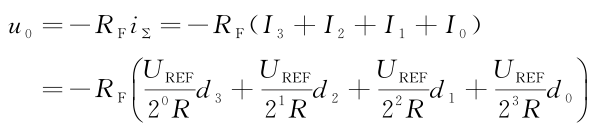 u₀ = −R_F i_Σ = −R_F (I₃ + I₂ + I₁ + I₀)
= −R_F (U_REF/2⁰R d₃ + U_REF/2¹R d₂ + U_REF/2²R d₁ + U_REF/2³R d₀)